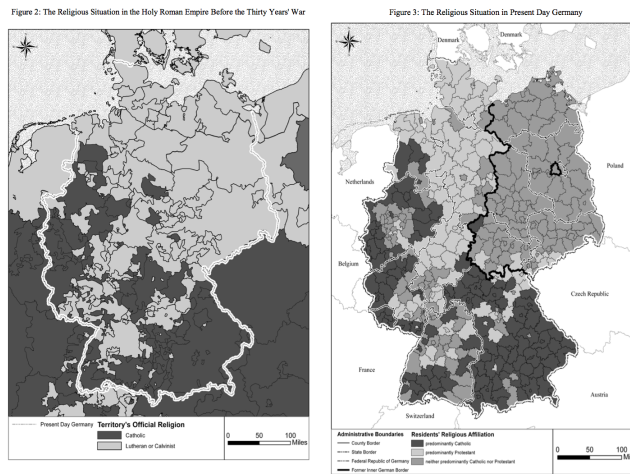 Figure 2: The Religious Situation in the Holy Roman Empire Before the Thirty Years' War
Present Day Germany
Territory's Official Religion
Catholic
Lutheran or Calvinist
0 50 100
Miles
Figure 3: The Religious Situation in Present Day Germany
Denmark
Denmark
Poland
Netherlands
Belgium
Czech Republic
France
Austria
Switzerland
Administrative Boundaries
County Border
State Border
Federal Republic of Germany
Former Inner German Border
Residents' Religious Affiliation
predominantly Catholic
predominantly Protestant
neither predominantly Catholic nor Protestant
0 50 100
Mi